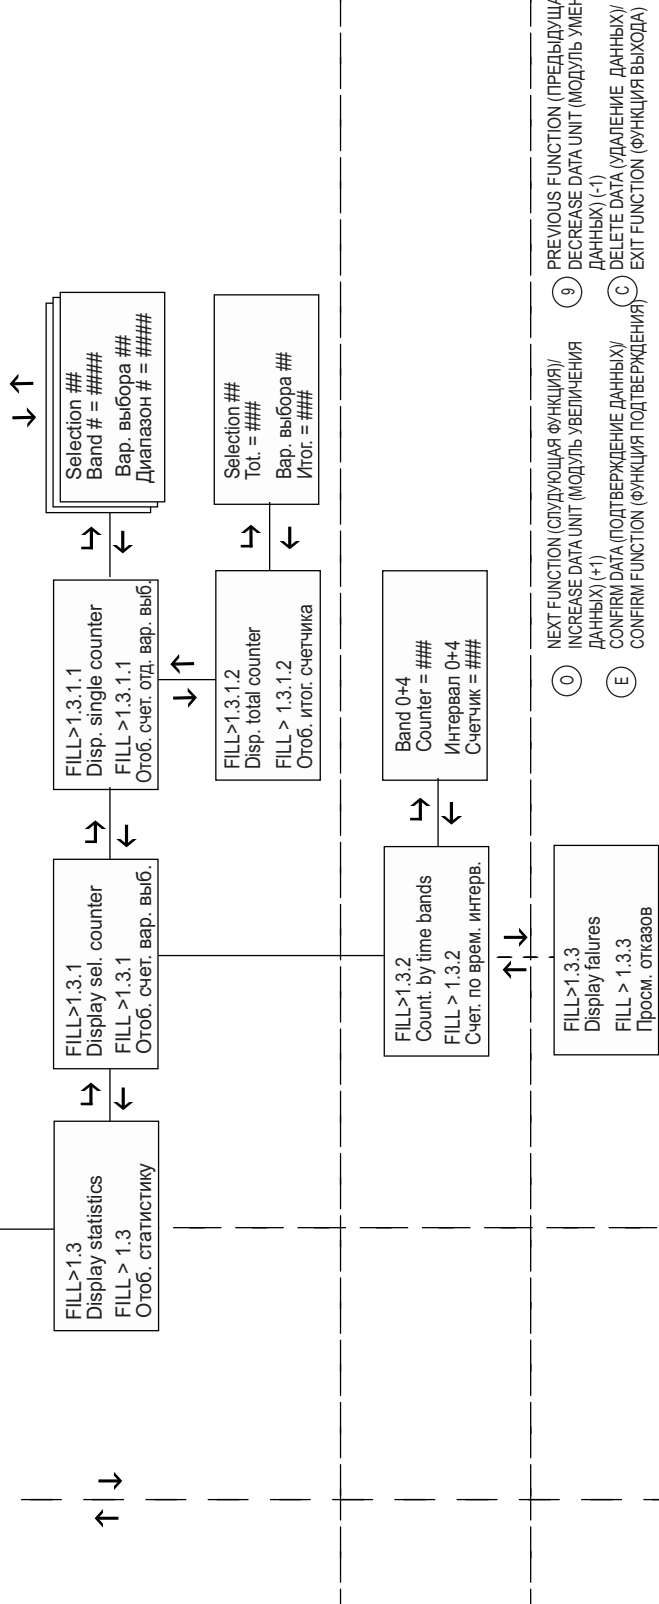 FILL>1.3
Display statistics
FILL > 1.3
Отоб. статистику
FILL>1.3.1
Display sel. counter
FILL > 1.3.1
Отоб. счет. вар. выб.
FILL>1.3.1.1
Disp. single counter
FILL > 1.3.1.1
Отоб. счет. отд. вар. выб.
Selection ##
Band # = ####
Вар. выбора ##
Диапазон # = ####
FILL>1.3.1.2
Disp. total counter
FILL > 1.3.1.2
Отоб. итог. счетчика
Selection ##
Tot. = ###
Вар. выбора ##
Итог. = ###
FILL>1.3.2
Count. by time bands
FILL > 1.3.2
Счет. по врем. интерв.
Band 0+4
Counter = ###
Интервал 0+4
Счетчик = ###
FILL>1.3.3
Display falures
FILL > 1.3.3
Просм. отказов
O
NEXT FUNCTION (СЛУДУЮЩАЯ ФУНКЦИЯ)/
INCREASE DATA UNIT (МОДУЛЬ УВЕЛИЧЕНИЯ
ДАННЫХ) (+1)
E
CONFIRM DATA (ПОДТВЕРЖДЕНИЕ ДАННЫХ)/
CONFIRM FUNCTION (ФУНКЦИЯ ПОДТВЕРЖДЕНИЯ)
9
PREVIOUS FUNCTION
DECREASE DATA UNIT (МОДУЛЬ
ДАННЫХ) (-1)
C
DELETE DATA (УДАЛЕНИЕ ДАННЫХ)/
EXIT FUNCTION (ФУНКЦИЯ ВЫХОДА)